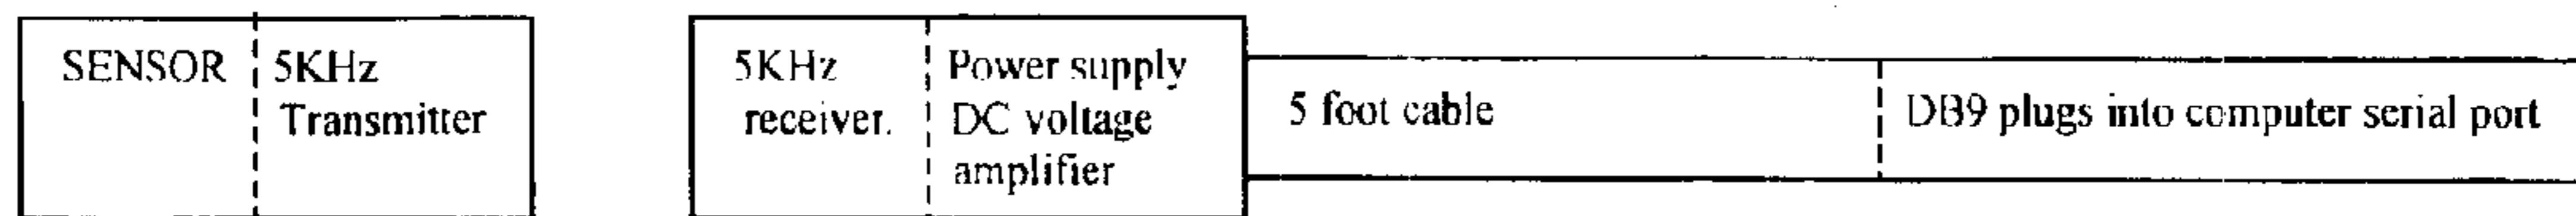 SENSOR
5KHz
Transmitter
5KHz
receiver.
Power supply
DC voltage
amplifier
5 foot cable
DB9 plugs into computer serial port